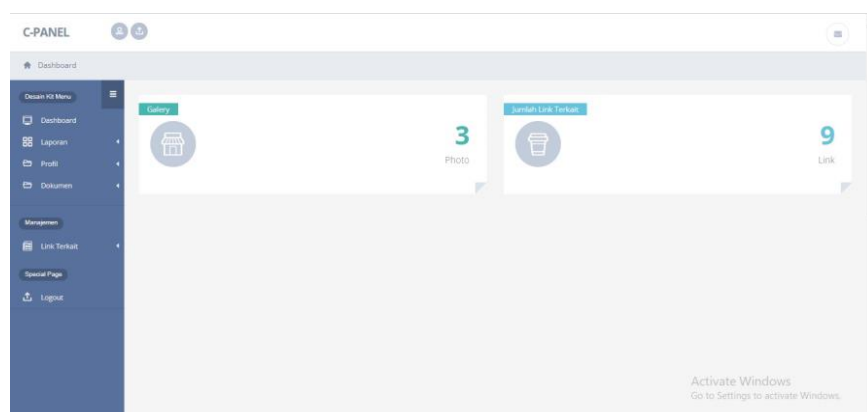 C-PANEL
Dashboard
Desain Kit Menu
Dashboard
Laporan
Profil
Dokumen
Manajemen
Link Terkait
Special Page
Logout
Galery
3
Photo
Jumlah Link Terkait
9
Link
Activate Windows
Go to Settings to activate Windows.